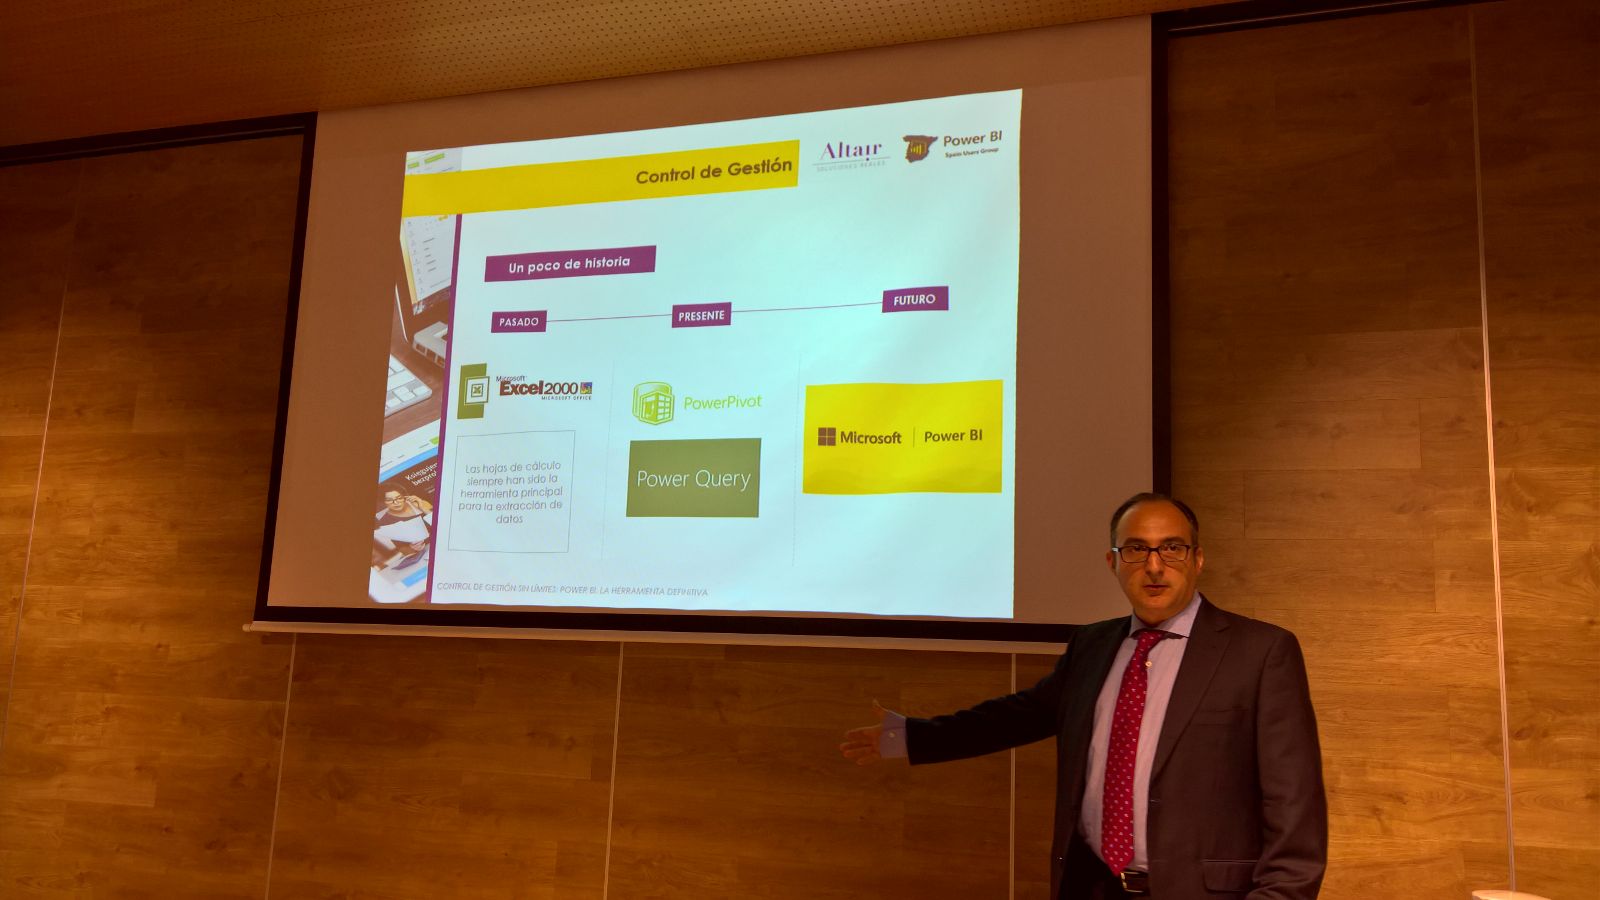 Control de Gestión
Altair
SOLUCIONES REALES
Power BI
Spain Users Group
Un poco de historia
PASADO
PRESENTE
FUTURO
Microsoft
Excel 2000
MICROSOFT OFFICE
PowerPivot
Microsoft | Power BI
Las hojas de cálculo
siempre han sido la
herramienta principal
para la extracción de
datos
Power Query
CONTROL DE GESTIÓN SIN LÍMITES: POWER BI: LA HERRAMIENTA DEFINITIVA